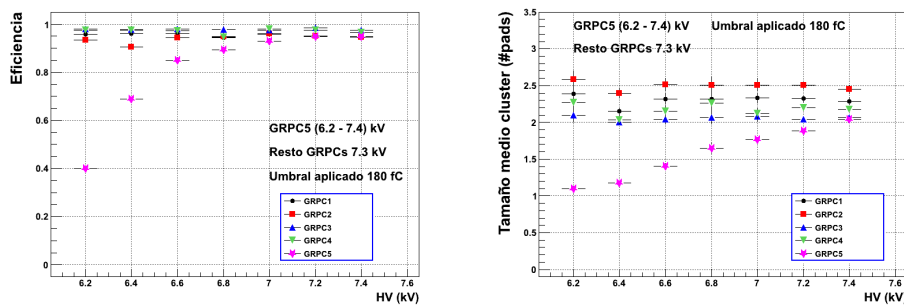 Eficiencia
1
0.8
0.6
0.4
0.2
0
GRPC5 (6.2 - 7.4) kV
Resto GRPCs 7.3 kV
Umbral aplicado 180 fC
GRPC1
GRPC2
GRPC3
GRPC4
GRPC5
6.2 6.4 6.6 6.8 7 7.2 7.4 7.6
HV (kV)
Tamaño medio cluster (#pads)
3.5
3
2.5
2
1.5
1
0.5
0
GRPC5 (6.2 - 7.4) kV Umbral aplicado 180 fC
Resto GRPCs 7.3 kV
GRPC1
GRPC2
GRPC3
GRPC4
GRPC5
6.2 6.4 6.6 6.8 7 7.2 7.4 7.6
HV (kV)